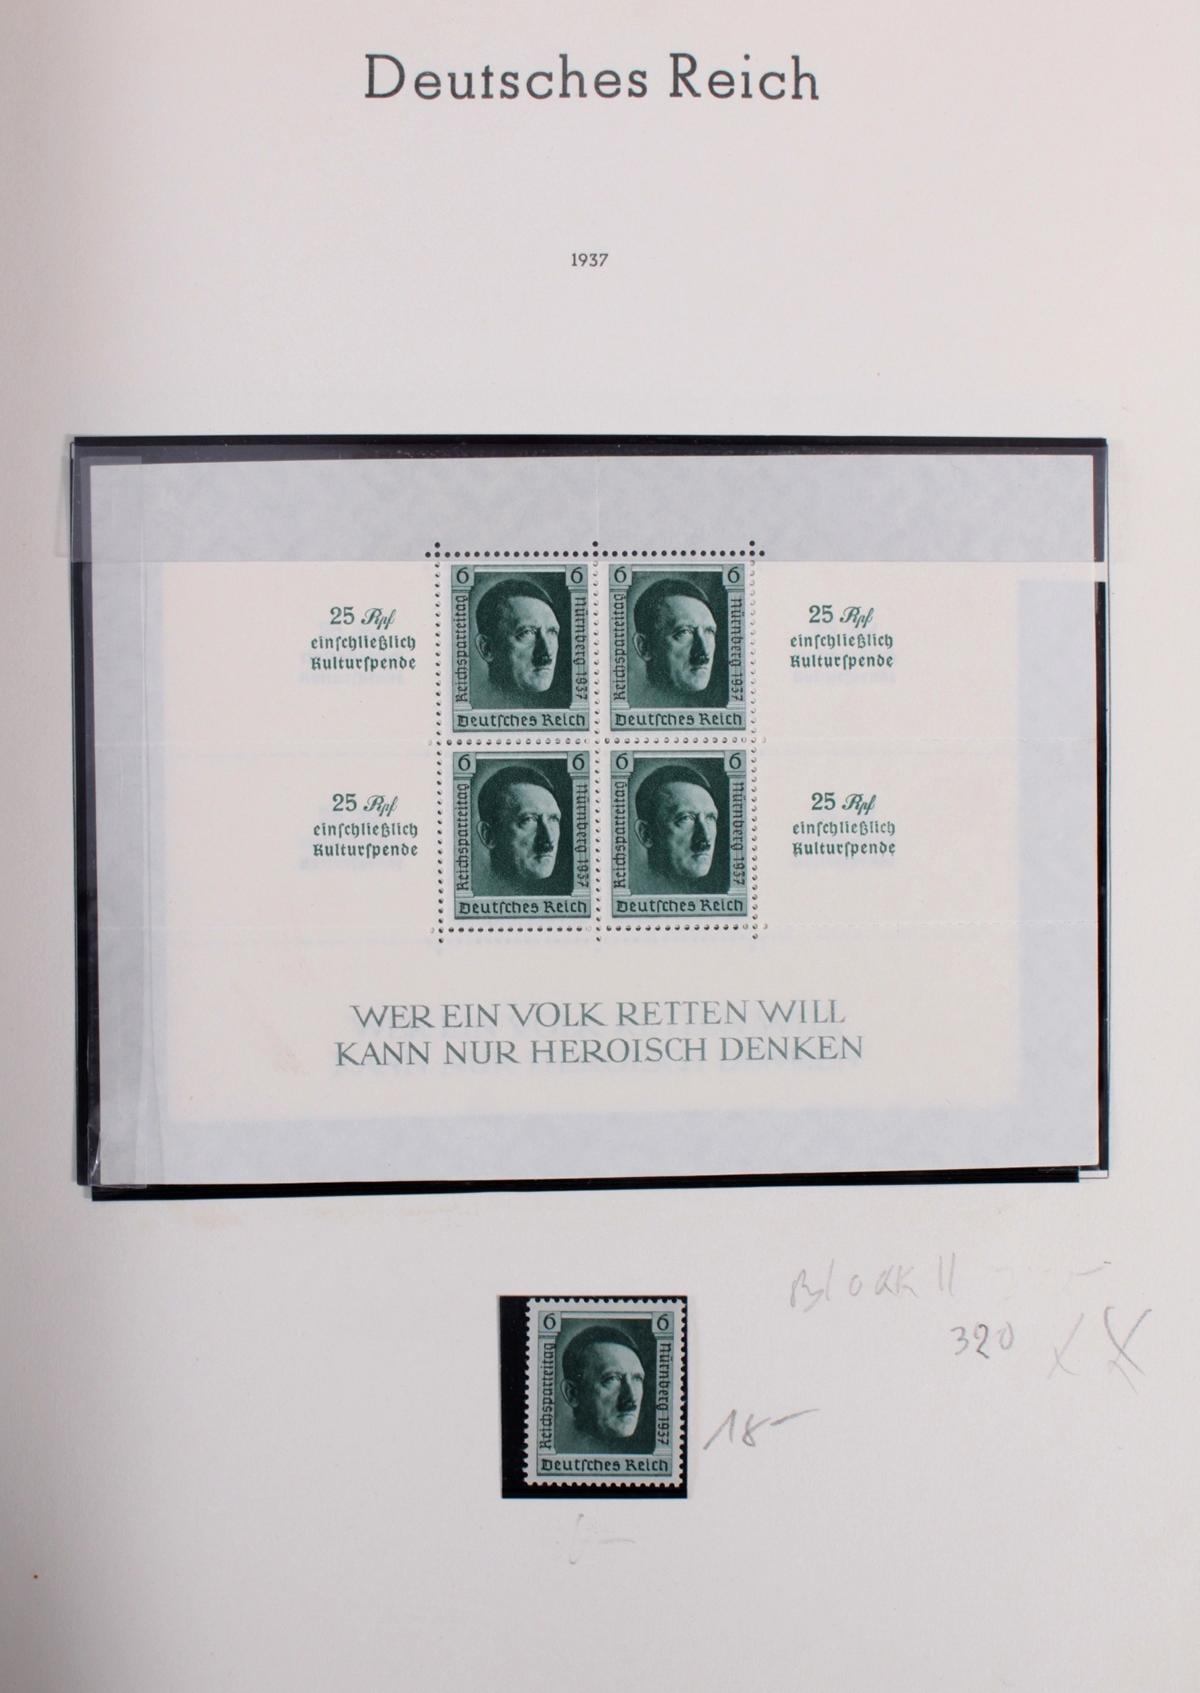 Deutsches Reich
1937
25 Rpf
einschließlich
Kulturspende
6 6
Reichsparteitag
Nürnberg 1937
Deutsches Reich
6 6
Reichsparteitag
Nürnberg 1937
Deutsches Reich
25 Rpf
einschließlich
Kulturspende
25 Rpf
einschließlich
Kulturspende
6 6
Reichsparteitag
Nürnberg 1937
Deutsches Reich
6 6
Reichsparteitag
Nürnberg 1937
Deutsches Reich
25 Rpf
einschließlich
Kulturspende
WER EIN VOLK RETTEN WILL
KANN NUR HEROISCH DENKEN
Block 11
320 XX
6 6
Reichsparteitag
Nürnberg 1937
Deutsches Reich
18-